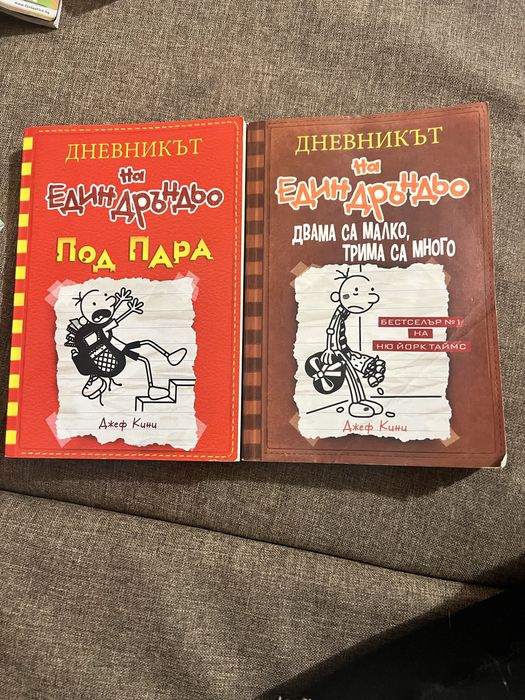 ДНЕВНИКЪТ
на
ЕДИН ДРЪНДЬО
ПОД ПАРА
Джеф Кини
ДНЕВНИКЪТ
на
ЕДИН ДРЪНДЬО
ДВАМА СА МАЛКО,
ТРИМА СА МНОГО
БЕСТСЕЛЪР №1
НА
НЮ ЙОРК ТАЙМС
Джеф Кини